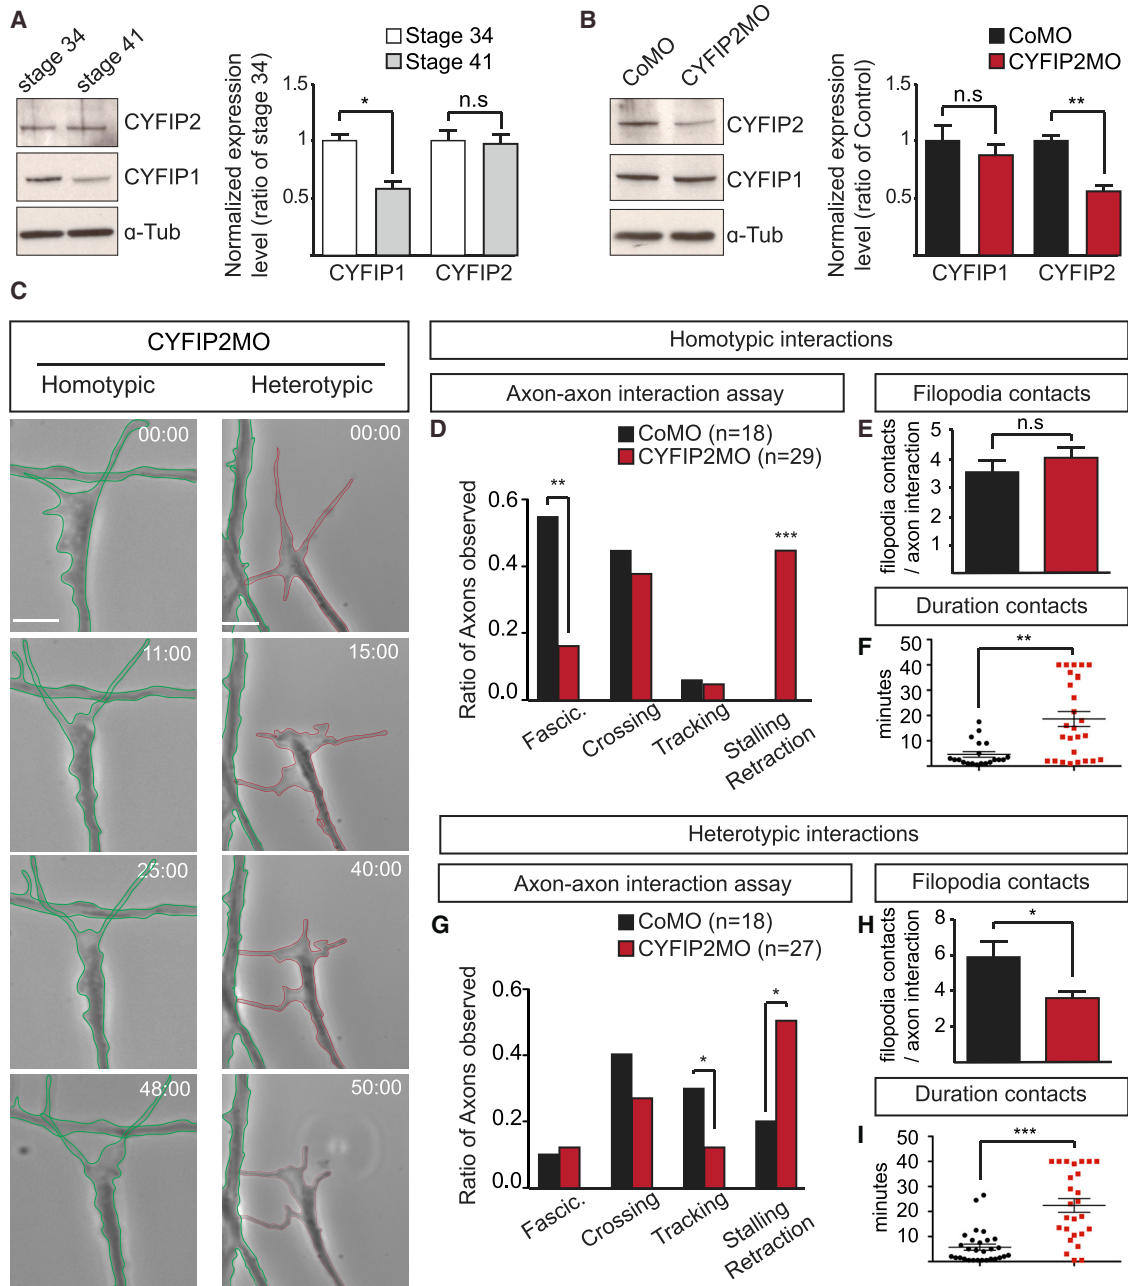 A
stage 34
stage 41
CYFIP2
CYFIP1
α-Tub
Normalized expression
level (ratio of stage 34)
Stage 34
Stage 41
1.5
1
0.5
*
n.s
CYFIP1
CYFIP2
B
CoMO
CYFIP2MO
CYFIP2
CYFIP1
α-Tub
Normalized expression
level (ratio of Control)
CoMO
CYFIP2MO
1.5
1
0.5
n.s
**
CYFIP1
CYFIP2
C
CYFIP2MO
Homotypic
Heterotypic
00:00
00:00
11:00
15:00
25:00
40:00
48:00
50:00
Homotypic interactions
Axon-axon interaction assay
Filopodia contacts
D
CoMO (n=18)
CYFIP2MO (n=29)
Ratio of Axons observed
0.6
0.4
0.2
0.0
**
***
Fascic.
Crossing
Tracking
Stalling
Retraction
E
filopodia contacts
/ axon interaction
5
4
3
2
1
n.s
Duration contacts
F
minutes
50
40
30
20
10
**
Heterotypic interactions
Axon-axon interaction assay
Filopodia contacts
G
CoMO (n=18)
CYFIP2MO (n=27)
Ratio of Axons observed
0.6
0.4
0.2
0.0
*
*
Fascic.
Crossing
Tracking
Stalling
Retraction
H
filopodia contacts
/ axon interaction
8
6
4
2
*
Duration contacts
I
minutes
50
40
30
20
10
***